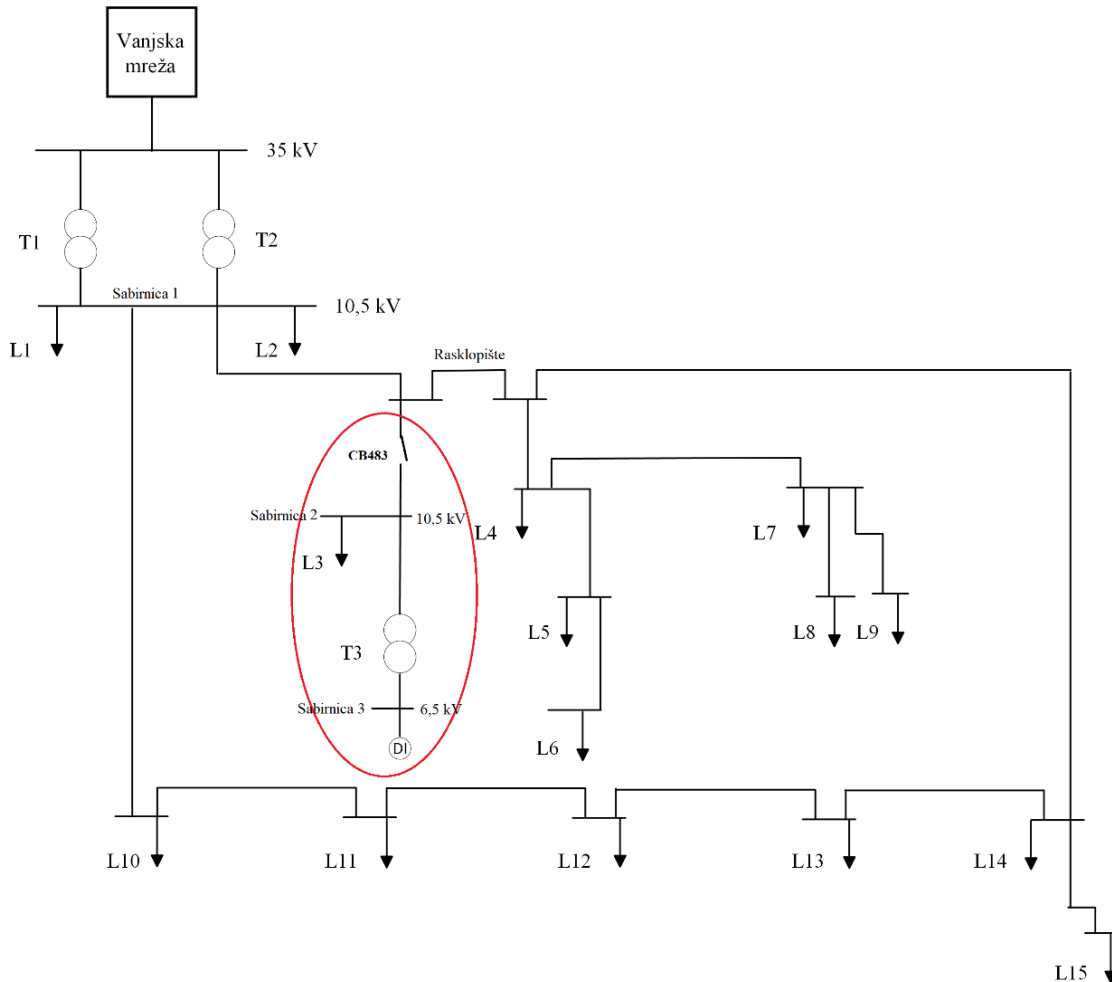 Vanjska
mreža
35 kV
T1
T2
Sabirnica 1
10,5 kV
L1
L2
Rasklopište
CB483
Sabirnica 2
10,5 kV
L3
L4
L7
T3
L5
L8
L9
Sabirnica 3
6,5 kV
DI
L6
L10
L11
L12
L13
L14
L15